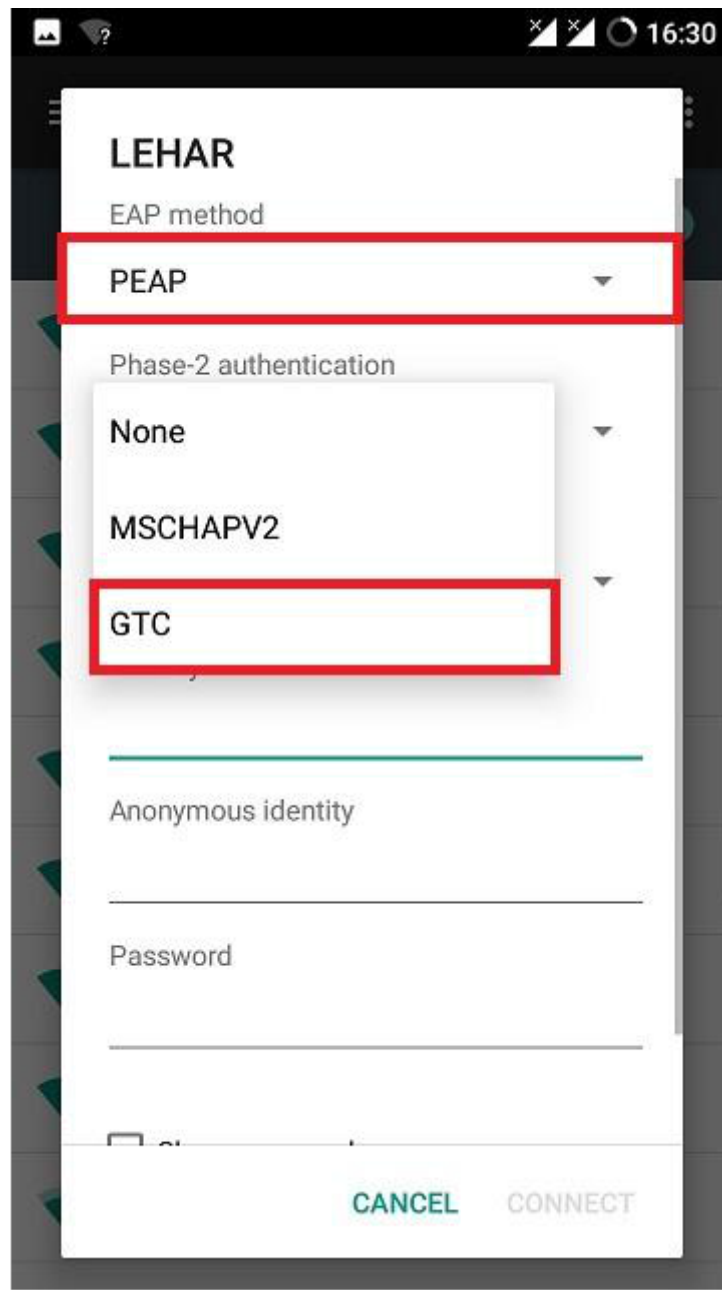 ?
16:30
LEHAR
EAP method
PEAP
Phase-2 authentication
None
MSCHAPV2
GTC
Anonymous identity
Password
CANCEL CONNECT